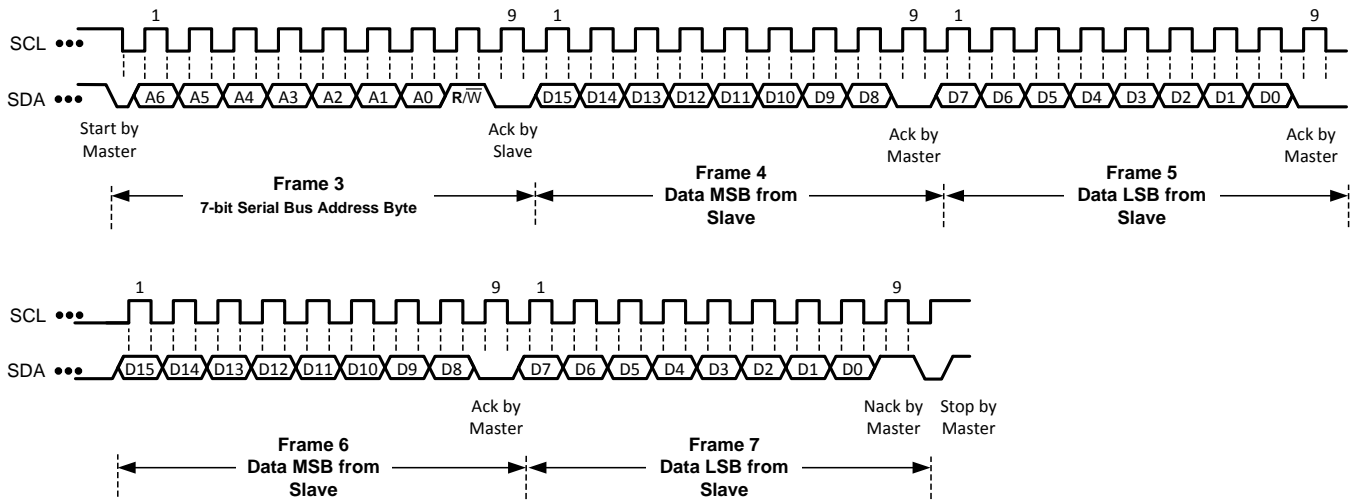 1 9 1 9 1 9
SCL •••
SDA ••• A6 A5 A4 A3 A2 A1 A0 R/W̅ D15 D14 D13 D12 D11 D10 D9 D8 D7 D6 D5 D4 D3 D2 D1 D0
Start by
Master
Ack by
Slave
Ack by
Master
Ack by
Master
Frame 3
7-bit Serial Bus Address Byte
Frame 4
Data MSB from
Slave
Frame 5
Data LSB from
Slave
1 9 1 9
SCL •••
SDA ••• D15 D14 D13 D12 D11 D10 D9 D8 D7 D6 D5 D4 D3 D2 D1 D0
Ack by
Master
Nack by
Master
Stop by
Master
Frame 6
Data MSB from
Slave
Frame 7
Data LSB from
Slave